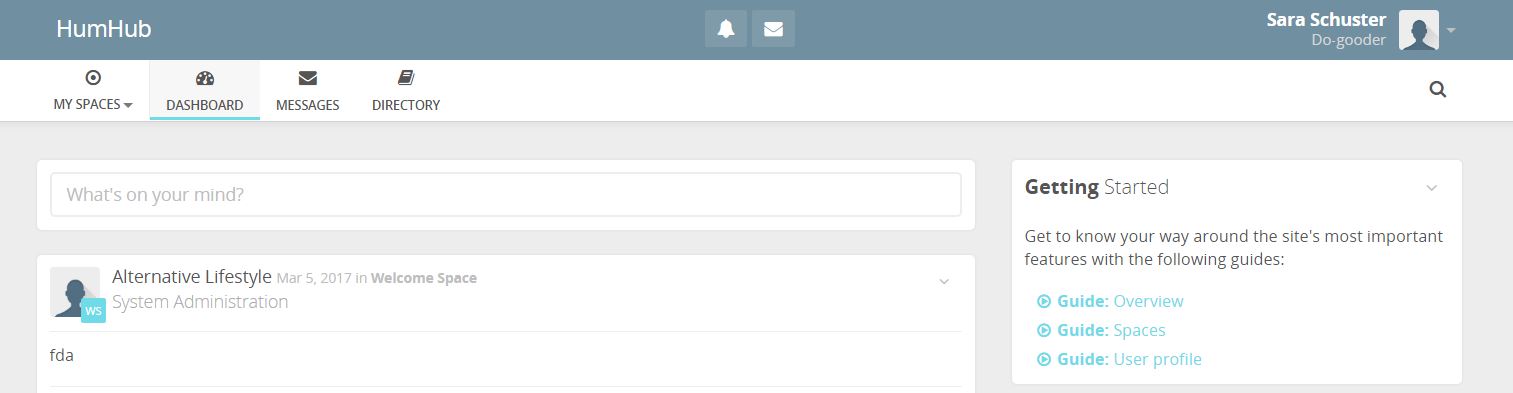 HumHub
Sara Schuster
Do-gooder
MY SPACES
DASHBOARD
MESSAGES
DIRECTORY
What's on your mind?
Alternative Lifestyle Mar 5, 2017 in Welcome Space
System Administration
WS
fda
Getting Started
Get to know your way around the site's most important
features with the following guides:
Guide: Overview
Guide: Spaces
Guide: User profile